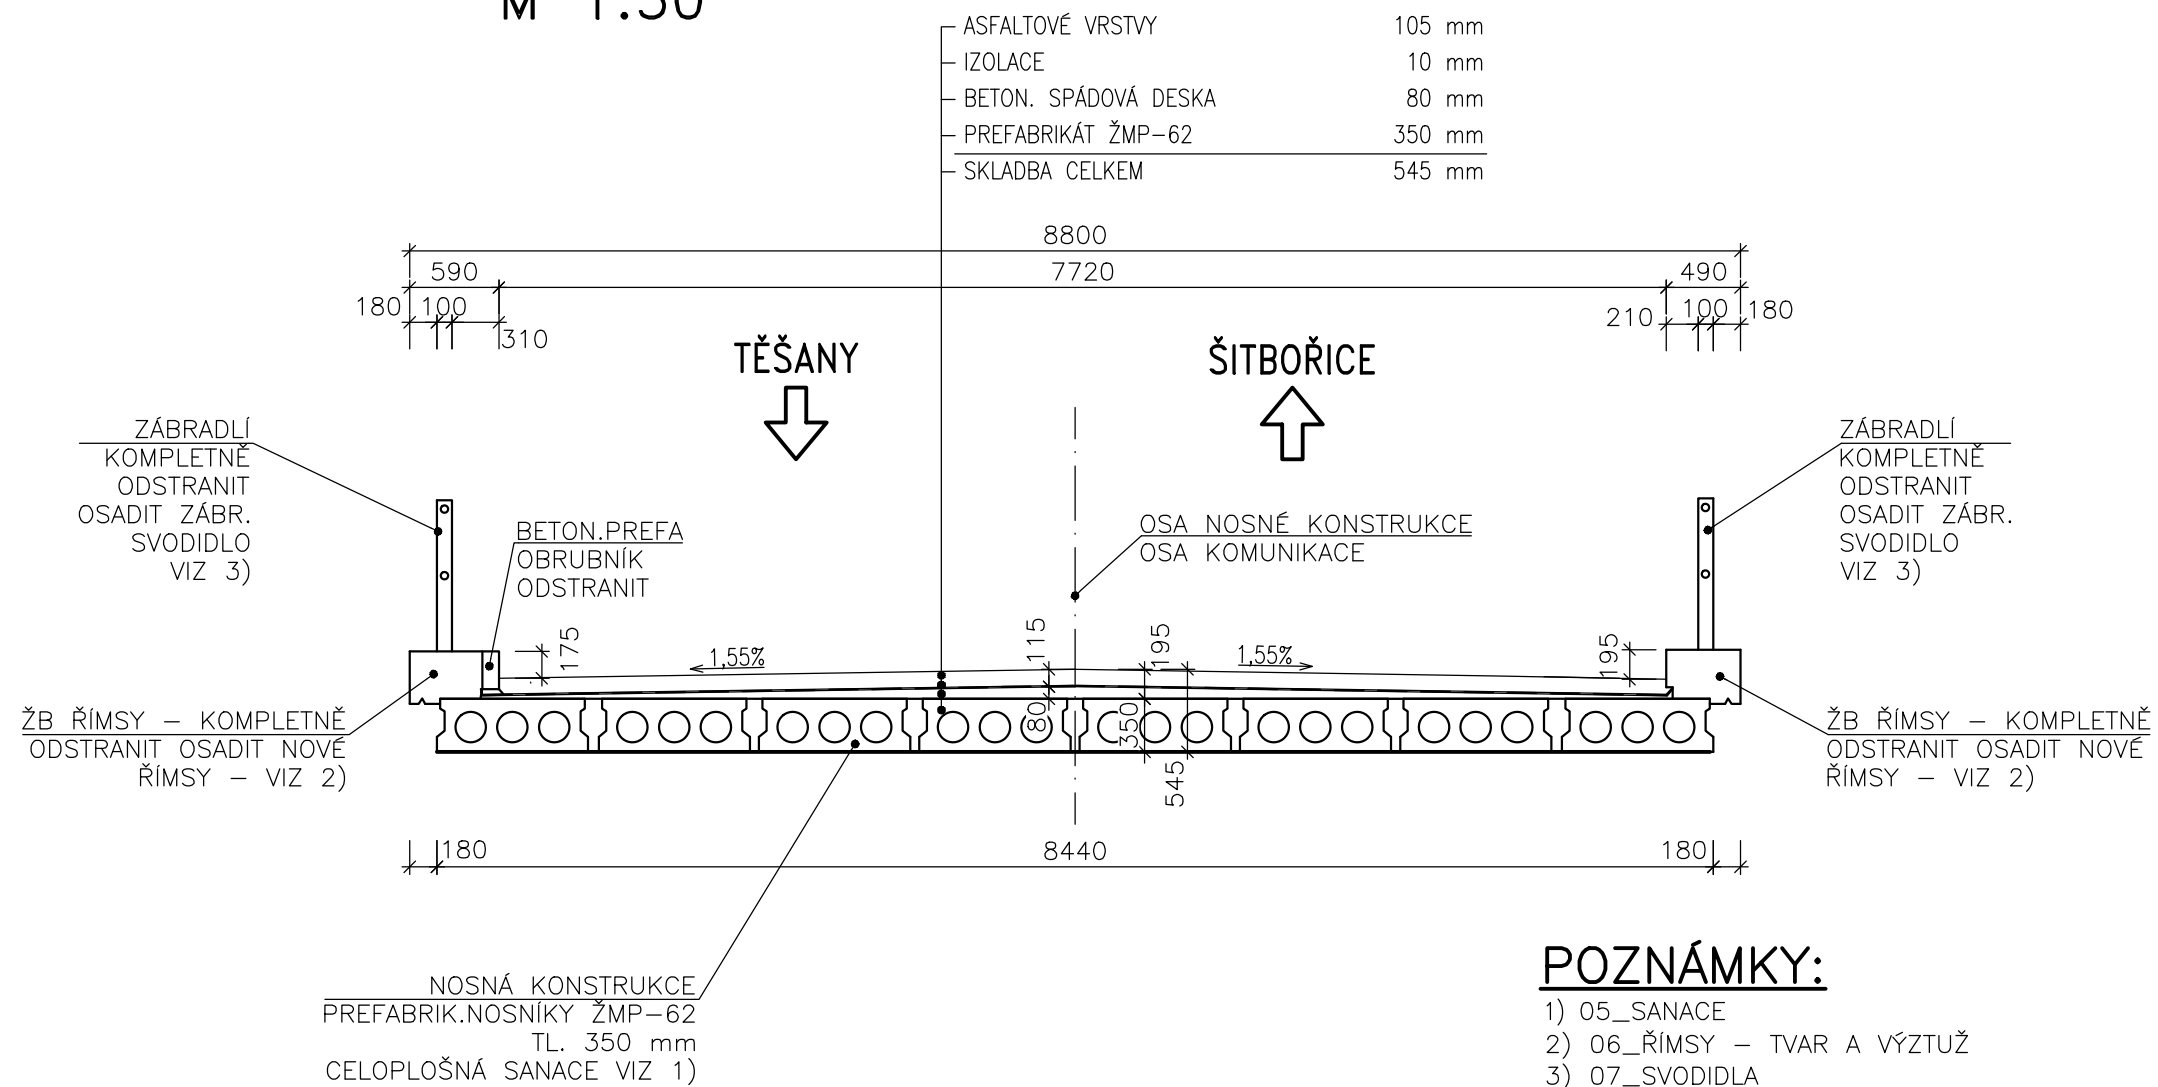 M 1:50
ASFALTOVÉ VRSTVY 105 mm
IZOLACE 10 mm
BETON. SPÁDOVÁ DESKA 80 mm
PREFABRIKÁT ŽMP-62 350 mm
SKLADBA CELKEM 545 mm
8800
590 7720 490
180 100 310
210 100 180
TĚŠANY
ŠITBOŘICE
ZÁBRADLÍ
KOMPLETNĚ
ODSTRANIT
OSADIT ZÁBR.
SVODIDLO
VIZ 3)
BETON.PREFA
OBRUBNÍK
ODSTRANIT
OSA NOSNÉ KONSTRUKCE
OSA KOMUNIKACE
ZÁBRADLÍ
KOMPLETNĚ
ODSTRANIT
OSADIT ZÁBR.
SVODIDLO
VIZ 3)
175
1,55%
115
195
1,55%
195
80
350
545
ŽB ŘÍMSY – KOMPLETNĚ
ODSTRANIT OSADIT NOVÉ
ŘÍMSY – VIZ 2)
ŽB ŘÍMSY – KOMPLETNĚ
ODSTRANIT OSADIT NOVÉ
ŘÍMSY – VIZ 2)
180 8440 180
NOSNÁ KONSTRUKCE
PREFABRIK.NOSNÍKY ŽMP-62
TL. 350 mm
CELOPLOŠNÁ SANACE VIZ 1)
POZNÁMKY:
1) 05_SANACE
2) 06_ŘÍMSY – TVAR A VÝZTUŽ
3) 07_SVODIDLA